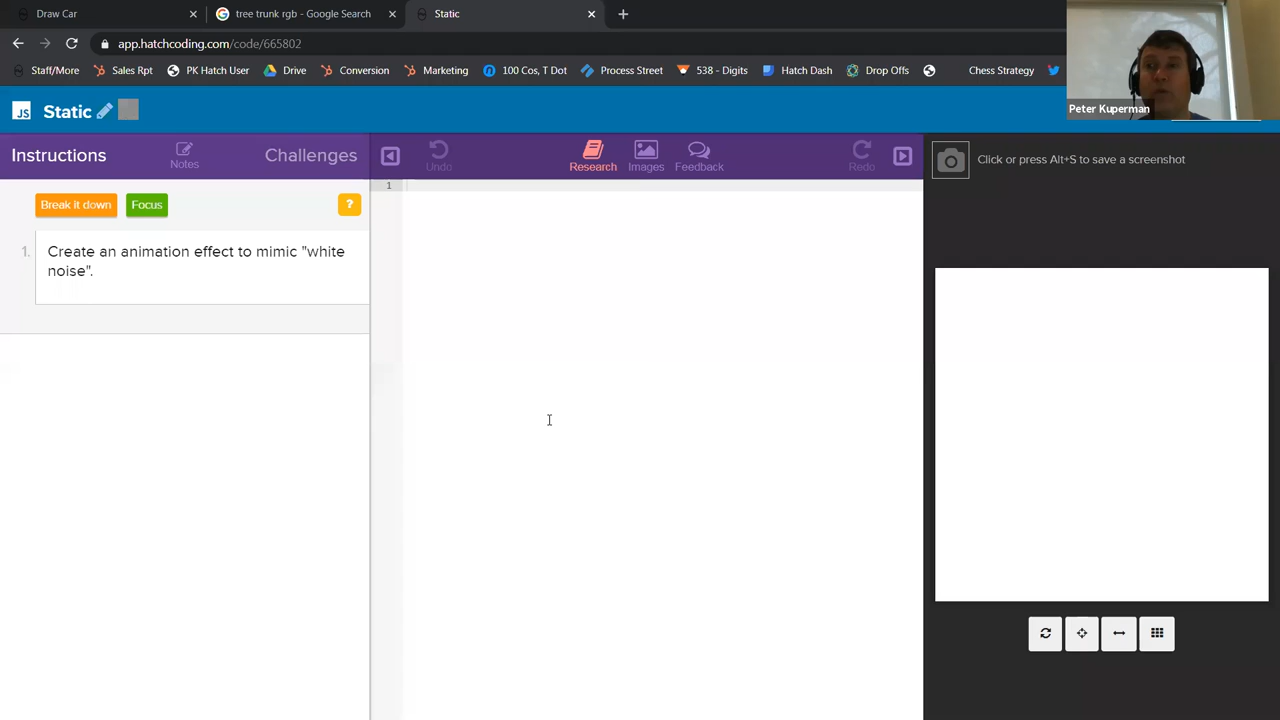 Draw Car
tree trunk rgb - Google Search
Static
app.hatchcoding.com/code/665802
Staff/More
Sales Rpt
PK Hatch User
Drive
Conversion
Marketing
100 Cos, T Dot
Process Street
538 - Digits
Hatch Dash
Drop Offs
Chess Strategy
Peter Kuperman
JS
Static
Instructions
Notes
Challenges
Undo
Research
Images
Feedback
Redo
Click or press Alt+S to save a screenshot
Break it down
Focus
?
1
1. Create an animation effect to mimic "white
noise".